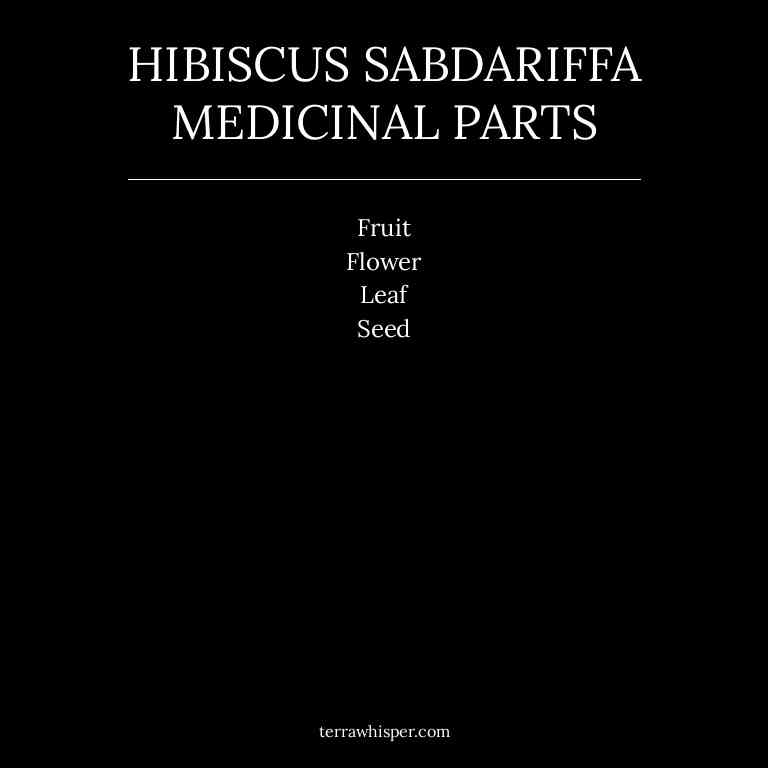 HIBISCUS SABDARIFFA
MEDICINAL PARTS
Fruit
Flower
Leaf
Seed
terrawhisper.com